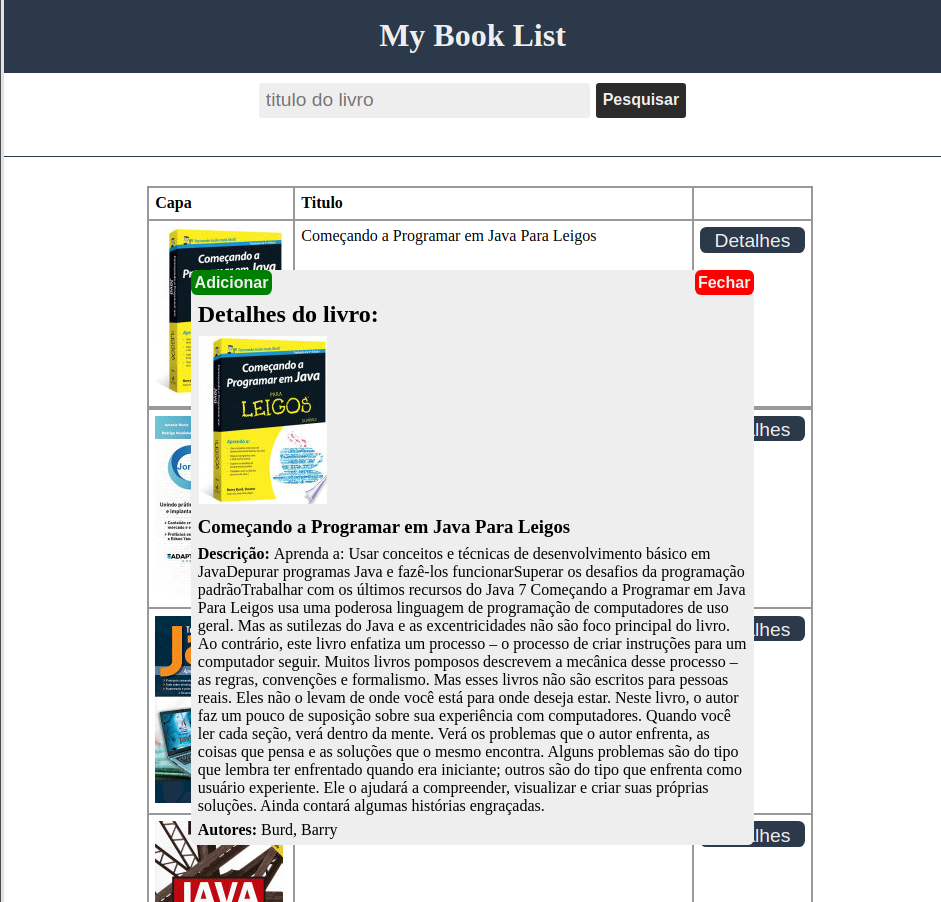 My Book List
titulo do livro
Pesquisar
Capa
Titulo
Começando a
Programar em Java
Começando a Programar em Java Para Leigos
Detalhes
Adicionar
Fechar
Detalhes do livro:
Começando a
Programar em Java
PARA
LEIGOS
Aprenda a:
Começando a Programar em Java Para Leigos
Descrição: Aprenda a: Usar conceitos e técnicas de desenvolvimento básico em
JavaDepurar programas Java e fazê-los funcionarSuperar os desafios da programação
padrãoTrabalhar com os últimos recursos do Java 7 Começando a Programar em Java
Para Leigos usa uma poderosa linguagem de programação de computadores de uso
geral. Mas as sutilezas do Java e as excentricidades não são foco principal do livro.
Ao contrário, este livro enfatiza um processo – o processo de criar instruções para um
computador seguir. Muitos livros pomposos descrevem a mecânica desse processo –
as regras, convenções e formalismo. Mas esses livros não são escritos para pessoas
reais. Eles não o levam de onde você está para onde deseja estar. Neste livro, o autor
faz um pouco de suposição sobre sua experiência com computadores. Quando você
ler cada seção, verá dentro da mente. Verá os problemas que o autor enfrenta, as
coisas que pensa e as soluções que o mesmo encontra. Alguns problemas são do tipo
que lembra ter enfrentado quando era iniciante; outros são do tipo que enfrenta como
usuário experiente. Ele o ajudará a compreender, visualizar e criar suas próprias
soluções. Ainda contará algumas histórias engraçadas.
Autores: Burd, Barry
lhes
lhes
lhes
JAVA